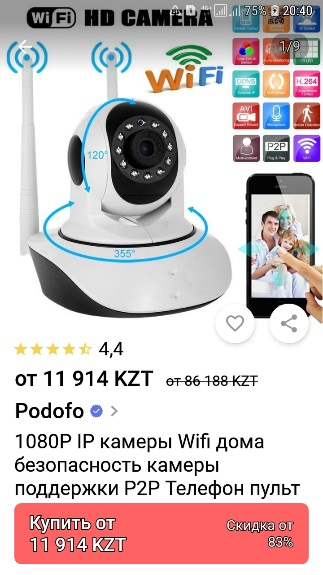 75% 20:40
WiFi HD CAMERA
1/9
WiFi
H.264
AVI
P2P
120°
355°
4,4
от 11 914 KZT от 86 188 KZT
Podofo
1080P IP камеры Wifi дома
безопасность камеры
поддержки P2P Телефон пульт
Купить от Скидка от
11 914 KZT 83%